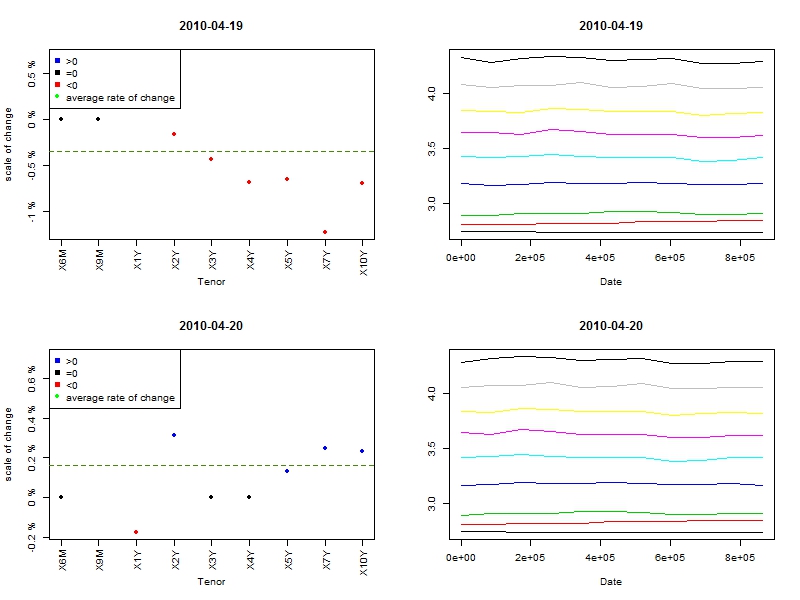 2010-04-19
scale of change
0.5 %
0 %
-0.5 %
-1 %
>0
=0
<0
average rate of change
X6M
X9M
X1Y
X2Y
X3Y
X4Y
X5Y
X7Y
X10Y
Tenor
2010-04-19
4.0
3.5
3.0
0e+00
2e+05
4e+05
6e+05
8e+05
Date
2010-04-20
scale of change
0.6 %
0.4 %
0.2 %
0 %
-0.2 %
>0
=0
<0
average rate of change
X6M
X9M
X1Y
X2Y
X3Y
X4Y
X5Y
X7Y
X10Y
Tenor
2010-04-20
4.0
3.5
3.0
0e+00
2e+05
4e+05
6e+05
8e+05
Date